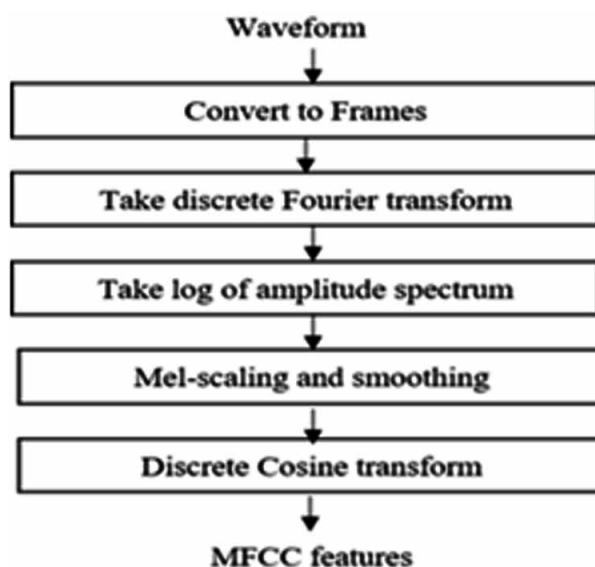 Waveform
Convert to Frames
Take discrete Fourier transform
Take log of amplitude spectrum
Mel-scaling and smoothing
Discrete Cosine transform
MFCC features